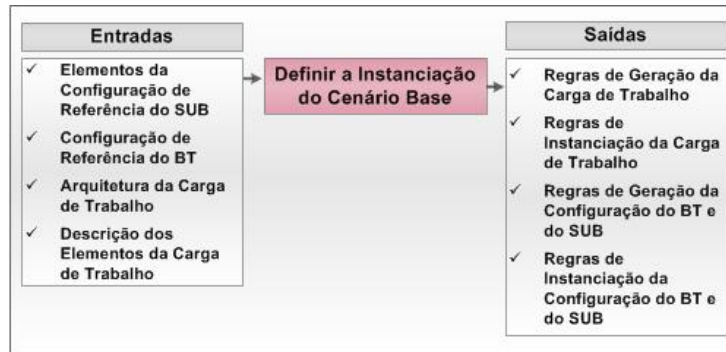 Entradas
✓ Elementos da
Configuração de
Referência do SUB
✓ Configuração de
Referência do BT
✓ Arquitetura da Carga
de Trabalho
✓ Descrição dos
Elementos da Carga
de Trabalho
Definir a Instanciação
do Cenário Base
Saídas
✓ Regras de Geração da
Carga de Trabalho
✓ Regras de
Instanciação da Carga
de Trabalho
✓ Regras de Geração da
Configuração do BT e
do SUB
✓ Regras de
Instanciação da
Configuração do BT e
do SUB